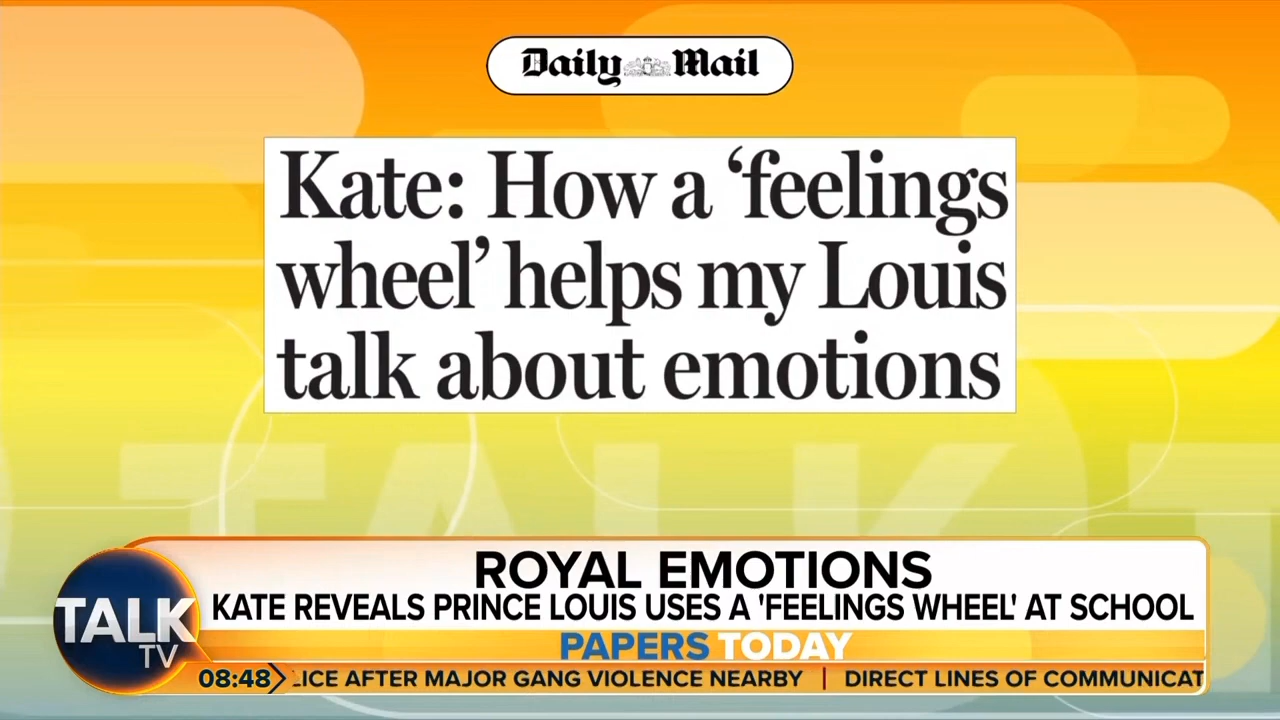 Daily Mail
Kate: How a ‘feelings
wheel’ helps my Louis
talk about emotions
ROYAL EMOTIONS
KATE REVEALS PRINCE LOUIS USES A 'FEELINGS WHEEL' AT SCHOOL
PAPERS TODAY
TALK
TV
08:48
ICE AFTER MAJOR GANG VIOLENCE NEARBY | DIRECT LINES OF COMMUNICAT
TALK T